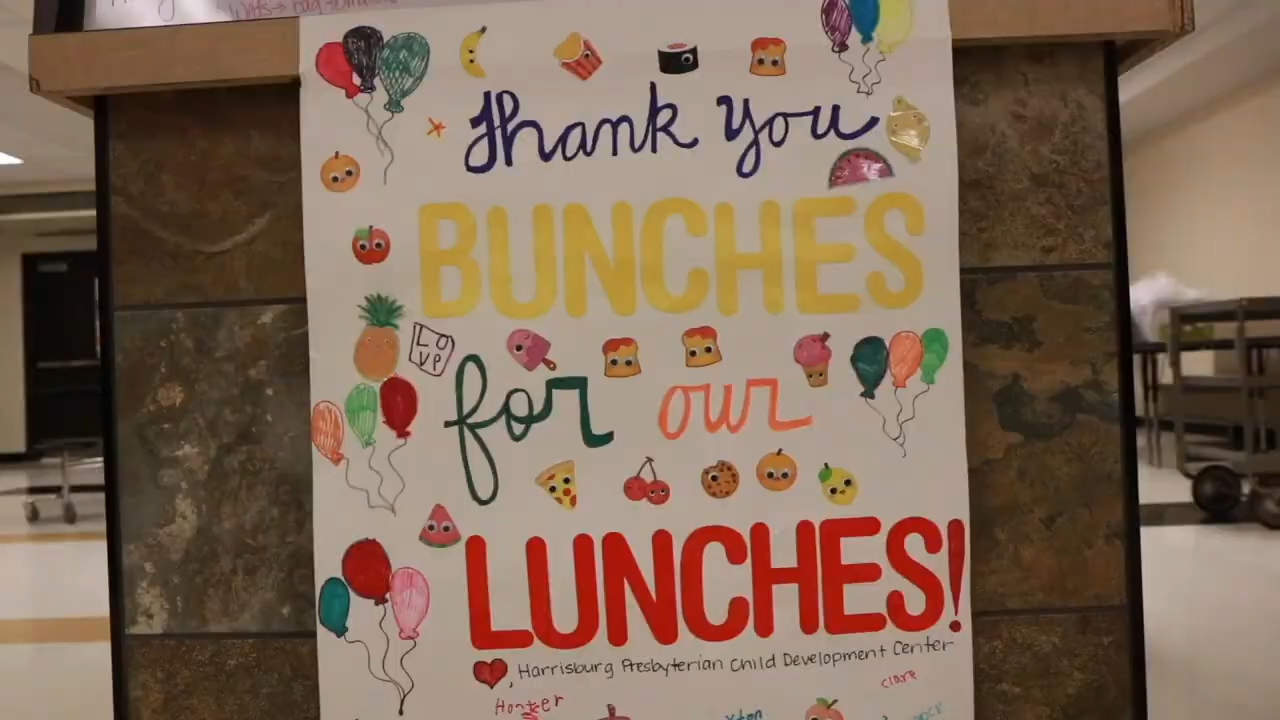 Thank you
BUNCHES
Love
for our
LUNCHES!
, Harrisburg Presbyterian Child Development Center
Hunter
Clare